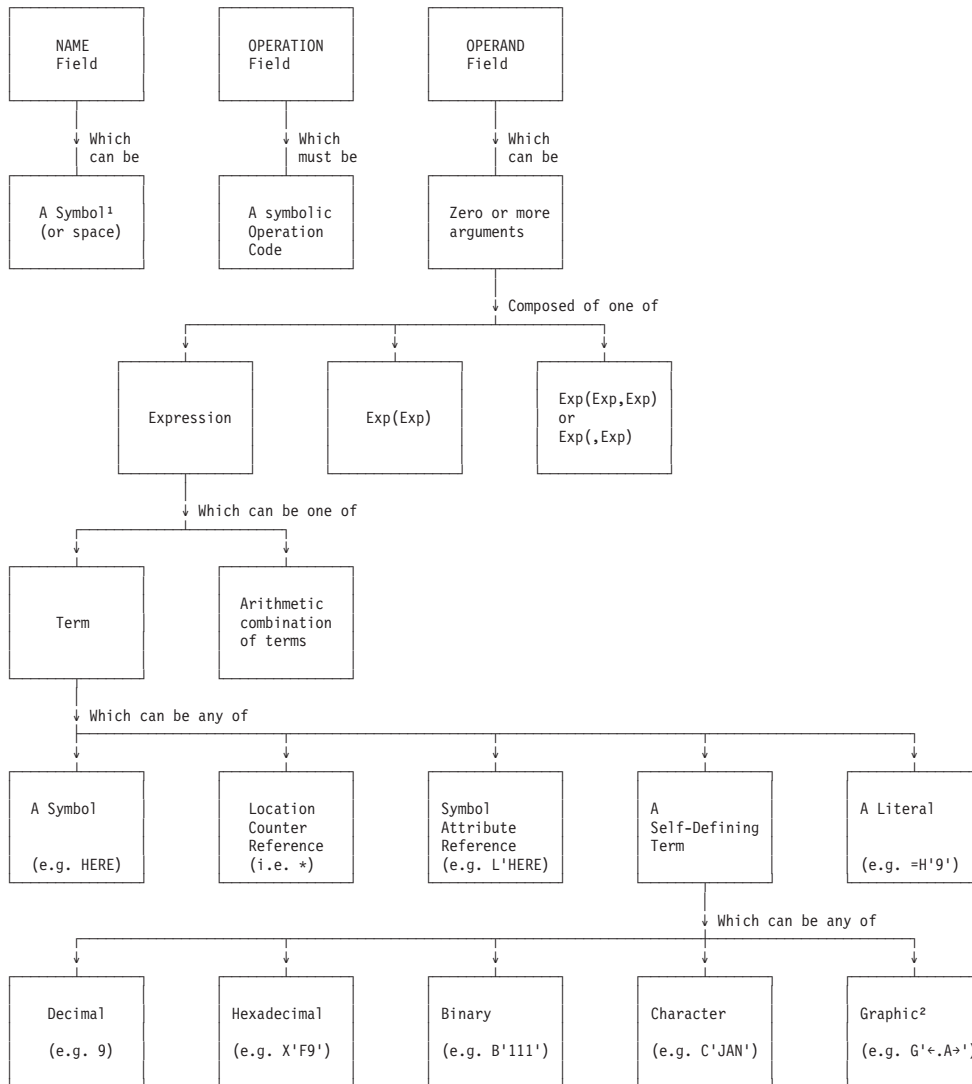 NAME
Field
OPERATION
Field
OPERAND
Field
Which
can be
Which
must be
Which
can be
A Symbol¹
(or space)
A symbolic
Operation
Code
Zero or more
arguments
Composed of one of
Expression
Exp(Exp)
Exp(Exp,Exp)
or
Exp(,Exp)
Which can be one of
Term
Arithmetic
combination
of terms
Which can be any of
A Symbol
(e.g. HERE)
Location
Counter
Reference
(i.e. *)
Symbol
Attribute
Reference
(e.g. L'HERE)
A
Self-Defining
Term
A Literal
(e.g. =H'9')
Which can be any of
Decimal
(e.g. 9)
Hexadecimal
(e.g. X'F9')
Binary
(e.g. B'111')
Character
(e.g. C'JAN')
Graphic²
(e.g. G'←.A→')